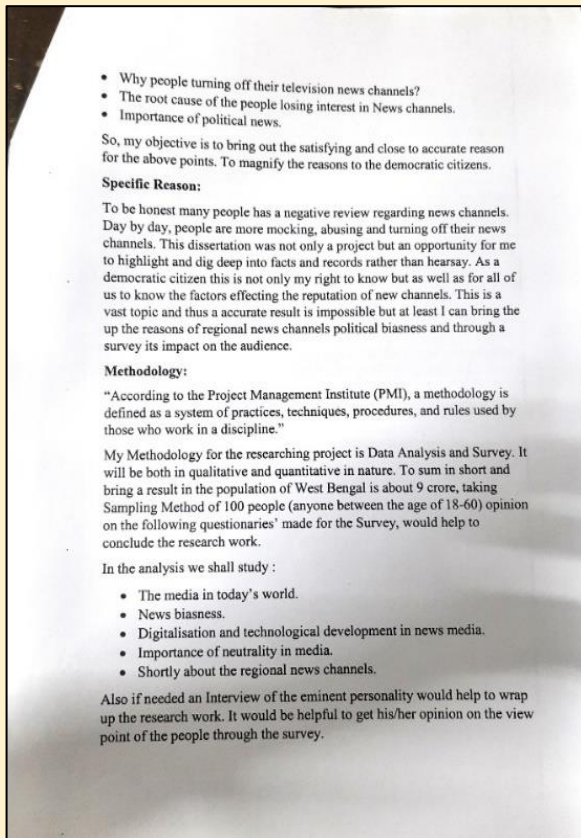 • Why people turning off their television news channels?
• The root cause of the people losing interest in News channels.
• Importance of political news.
So, my objective is to bring out the satisfying and close to accurate reason
for the above points. To magnify the reasons to the democratic citizens.
Specific Reason:
To be honest many people has a negative review regarding news channels.
Day by day, people are more mocking, abusing and turning off their news
channels. This dissertation was not only a project but an opportunity for me
to highlight and dig deep into facts and records rather than hearsay. As a
democratic citizen this is not only my right to know but as well as for all of
us to know the factors effecting the reputation of new channels. This is a
vast topic and thus a accurate result is impossible but at least I can bring the
up the reasons of regional news channels political biasness and through a
survey its impact on the audience.
Methodology:
“According to the Project Management Institute (PMI), a methodology is
defined as a system of practices, techniques, procedures, and rules used by
those who work in a discipline.”
My Methodology for the researching project is Data Analysis and Survey. It
will be both in qualitative and quantitative in nature. To sum in short and
bring a result in the population of West Bengal is about 9 crore, taking
Sampling Method of 100 people (anyone between the age of 18-60) opinion
on the following questionaries’ made for the Survey, would help to
conclude the research work.
In the analysis we shall study :
• The media in today’s world.
• News biasness.
• Digitalisation and technological development in news media.
• Importance of neutrality in media.
• Shortly about the regional news channels.
Also if needed an Interview of the eminent personality would help to wrap
up the research work. It would be helpful to get his/her opinion on the view
point of the people through the survey.